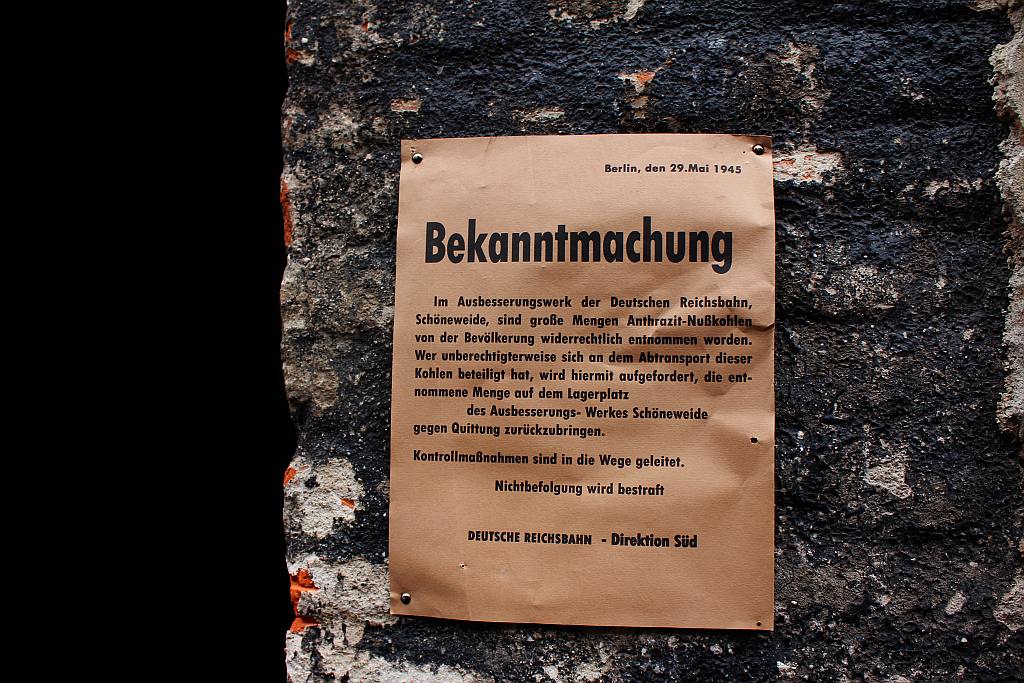 Berlin, den 29.Mai 1945
Bekanntmachung
Im Ausbesserungswerk der Deutschen Reichsbahn,
Schöneweide, sind große Mengen Anthrazit-Nußkohlen
von der Bevölkerung widerrechtlich entnommen worden.
Wer unberechtigterweise sich an dem Abtransport dieser
Kohlen beteiligt hat, wird hiermit aufgefordert, die ent-
nommene Menge auf dem Lagerplatz
des Ausbesserungs- Werkes Schöneweide
gegen Quittung zurückzubringen.
Kontrollmaßnahmen sind in die Wege geleitet.
Nichtbefolgung wird bestraft
DEUTSCHE REICHSBAHN - Direktion Süd